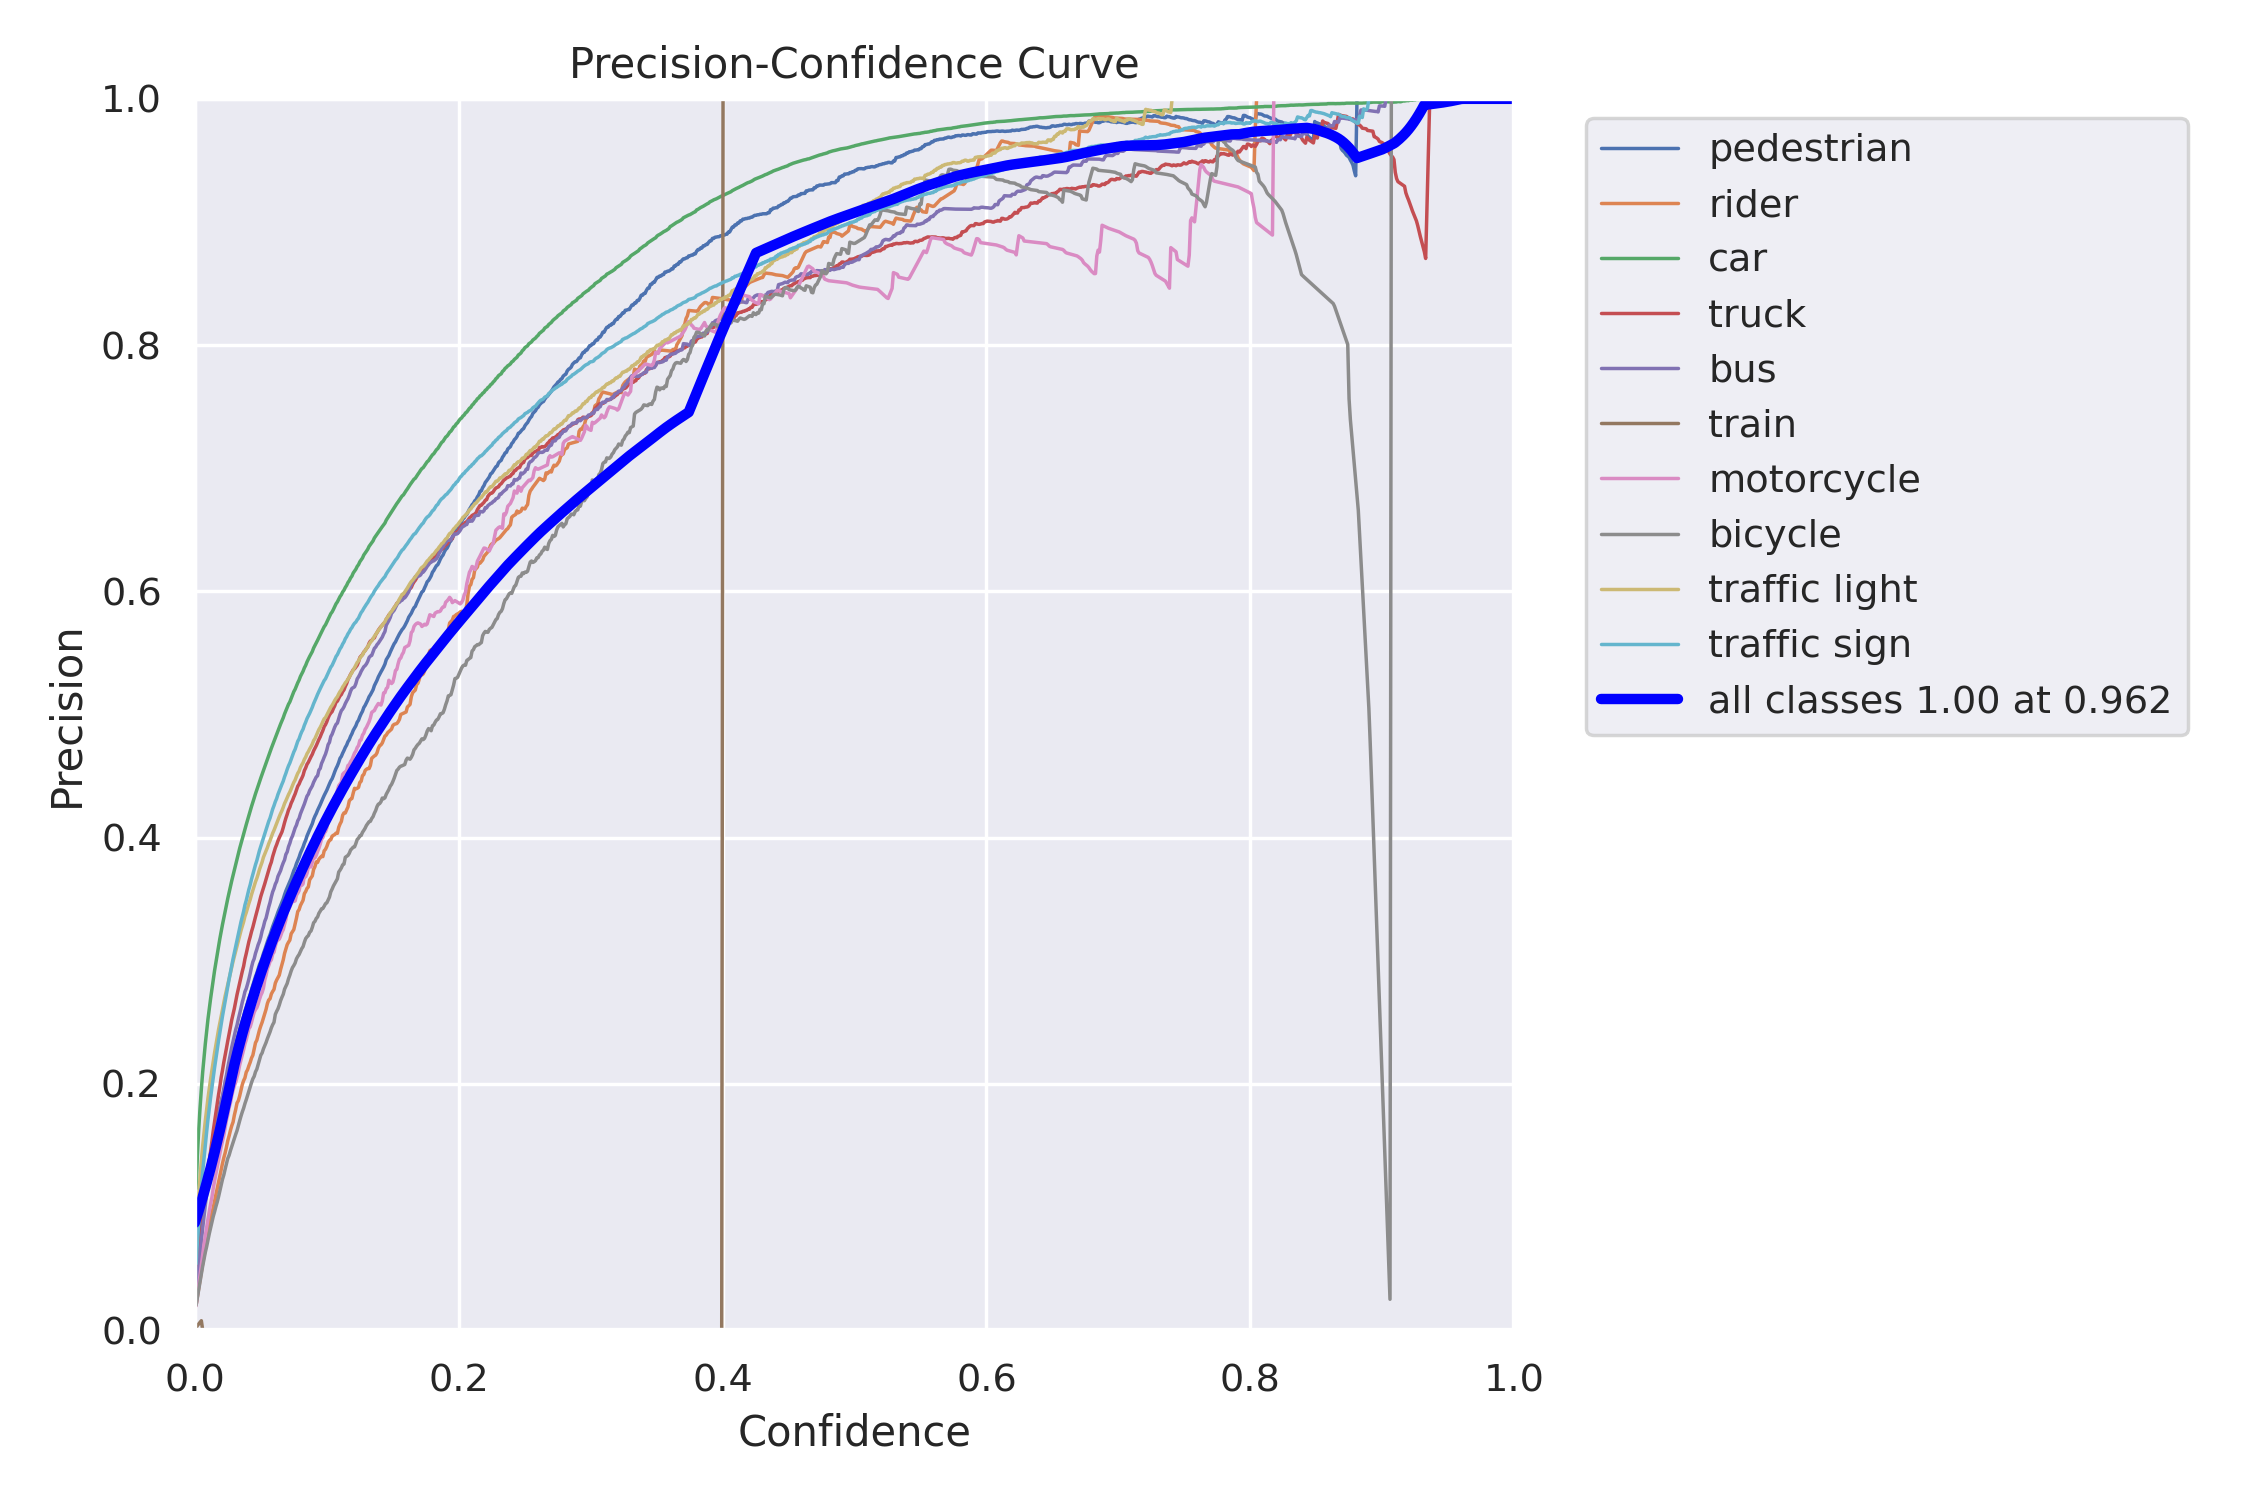 Precision-Confidence Curve
1.0
0.8
0.6
0.4
0.2
0.0
Precision
0.0 0.2 0.4 0.6 0.8 1.0
Confidence
pedestrian
rider
car
truck
bus
train
motorcycle
bicycle
traffic light
traffic sign
all classes 1.00 at 0.962